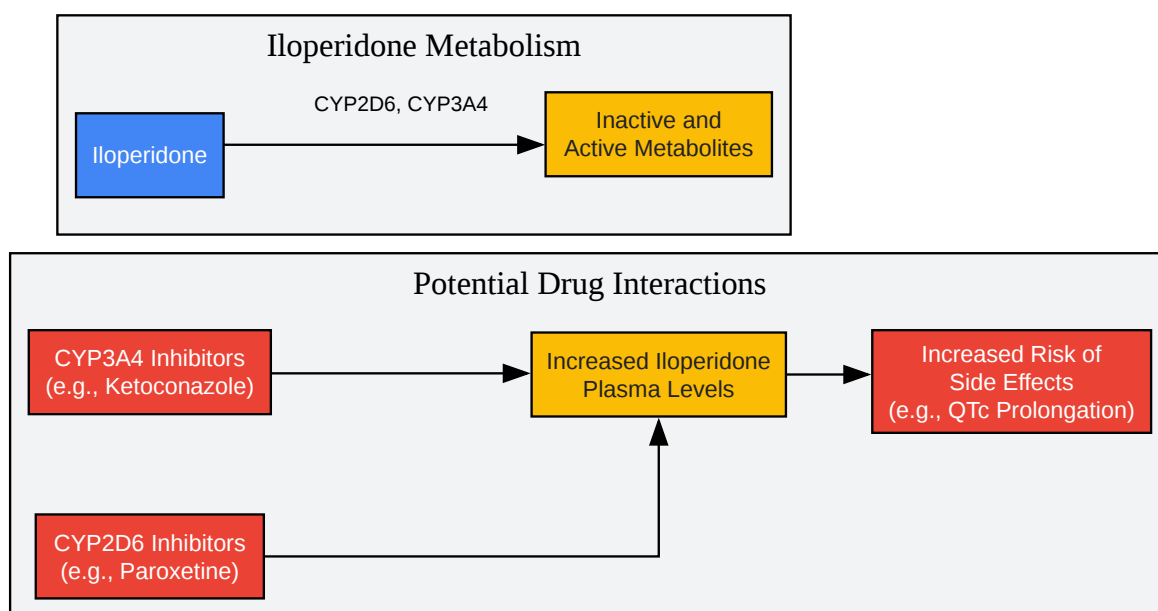 Iloperidone Metabolism
CYP2D6, CYP3A4
Iloperidone
Inactive and
Active Metabolites
Potential Drug Interactions
CYP3A4 Inhibitors
(e.g., Ketoconazole)
Increased Iloperidone
Plasma Levels
Increased Risk of
Side Effects
(e.g., QTc Prolongation)
CYP2D6 Inhibitors
(e.g., Paroxetine)